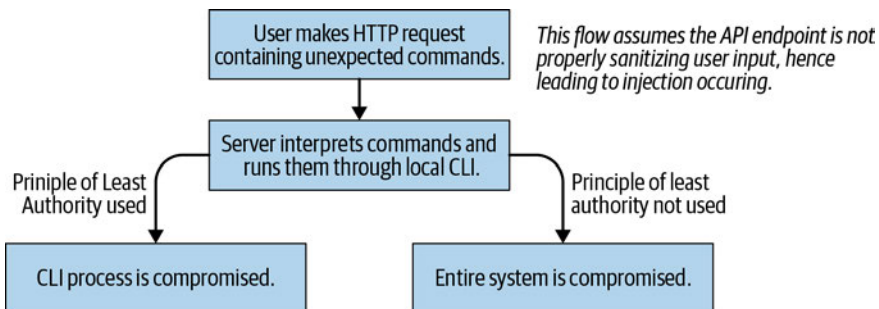 User makes HTTP request
containing unexpected commands.
This flow assumes the API endpoint is not
properly sanitizing user input, hence
leading to injection occuring.
Server interprets commands and
runs them through local CLI.
Priniple of Least
Authority used
Principle of least
authority not used
CLI process is compromised.
Entire system is compromised.